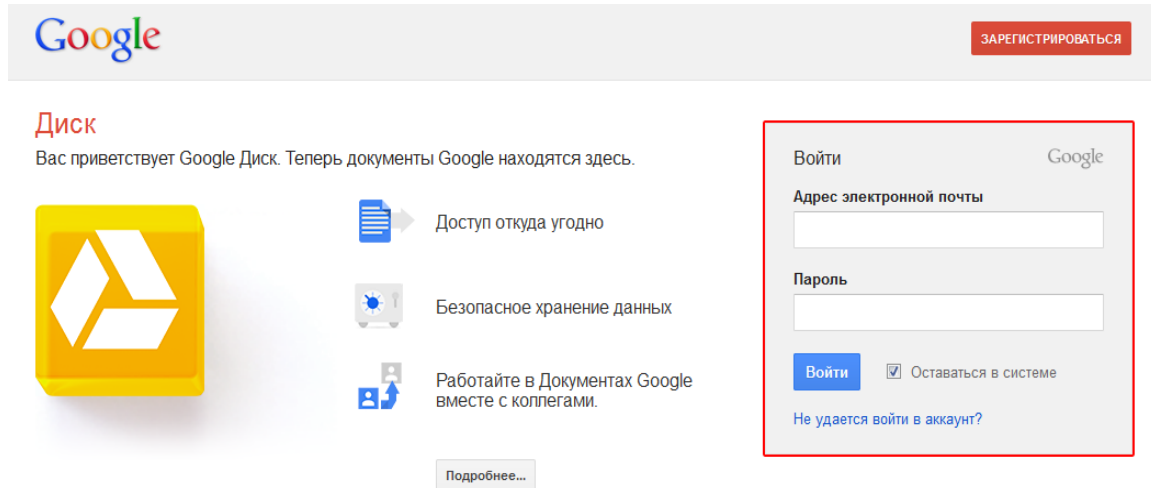 Google
ЗАРЕГИСТРИРОВАТЬСЯ
Диск
Вас приветствует Google Диск. Теперь документы Google находятся здесь.
Доступ откуда угодно
Безопасное хранение данных
Работайте в Документах Google
вместе с коллегами.
Подробнее...
Войти
Google
Адрес электронной почты
Пароль
Войти
Оставаться в системе
Не удается войти в аккаунт?